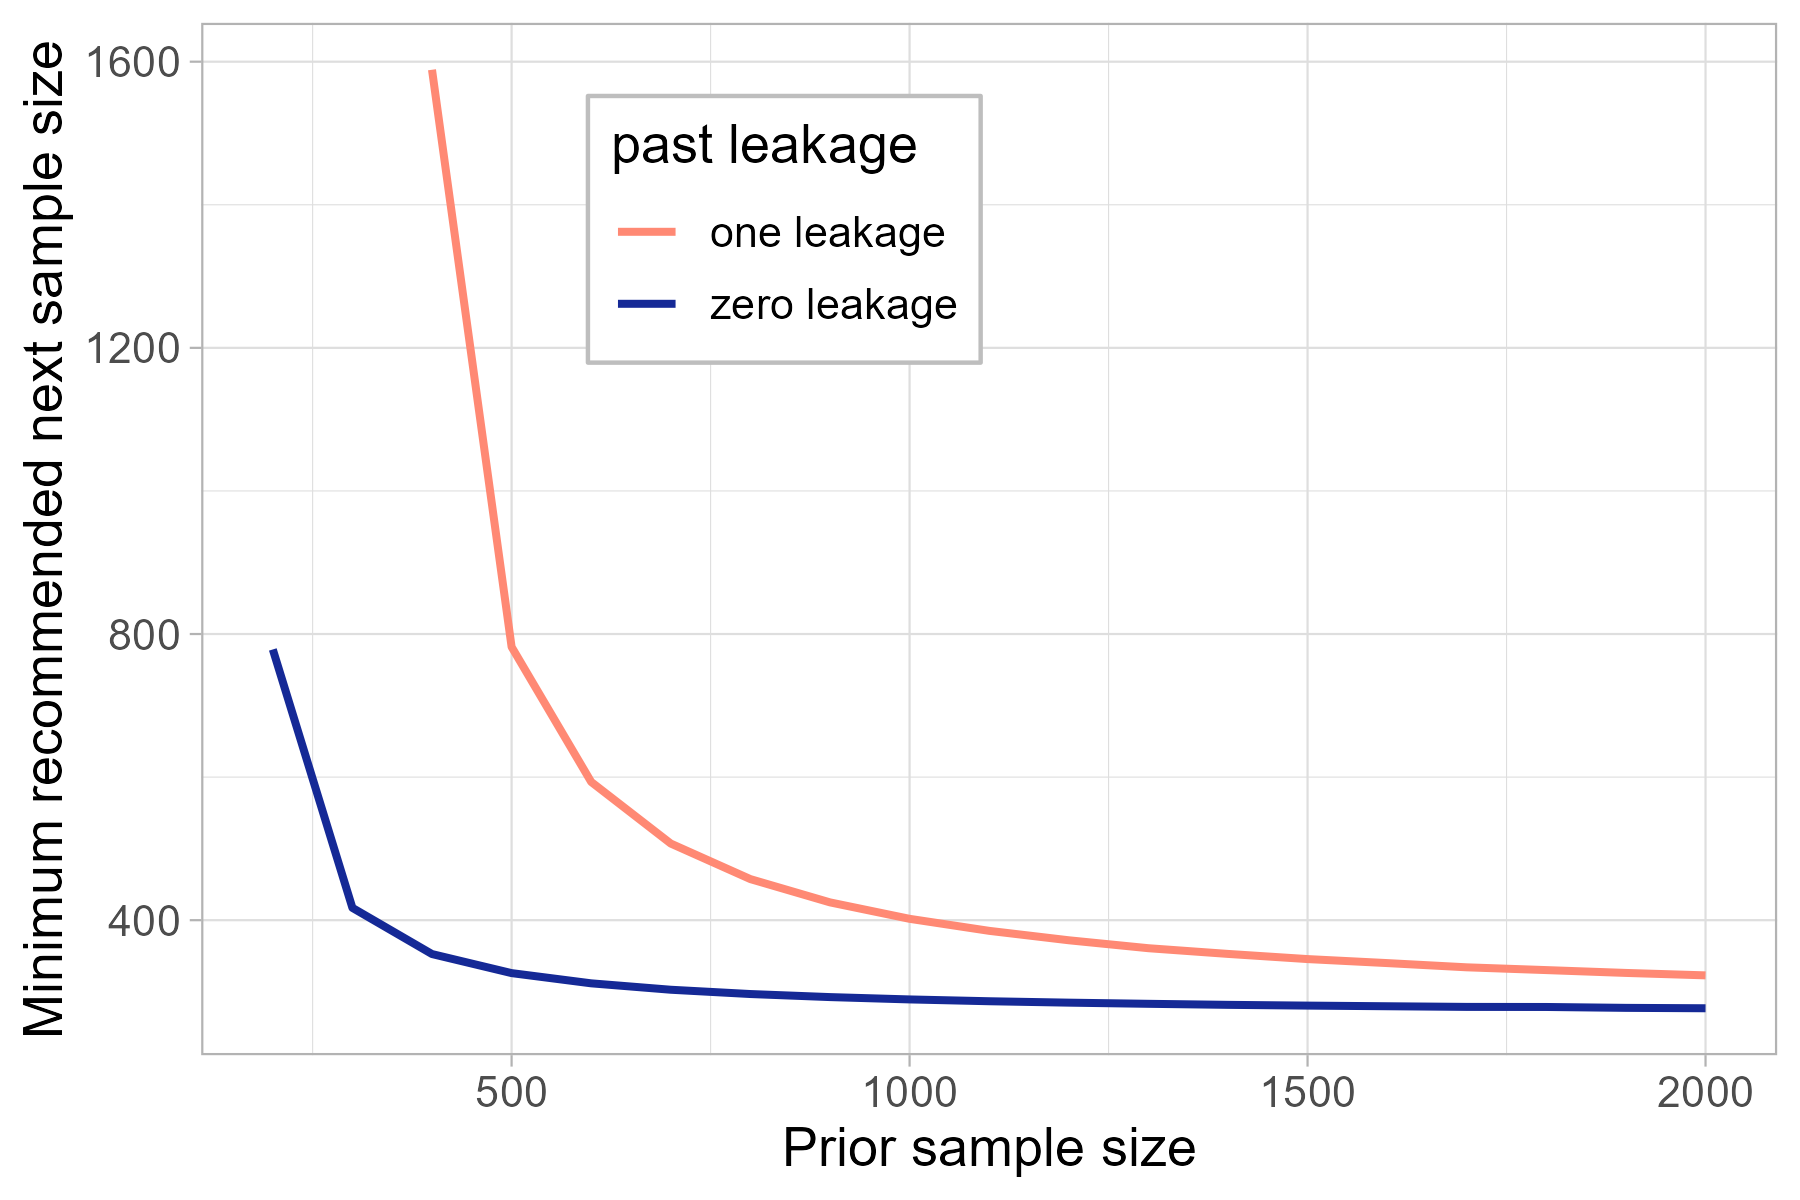 Minimum recommended next sample size
1600
1200
800
400
past leakage
one leakage
zero leakage
500
1000
1500
2000
Prior sample size